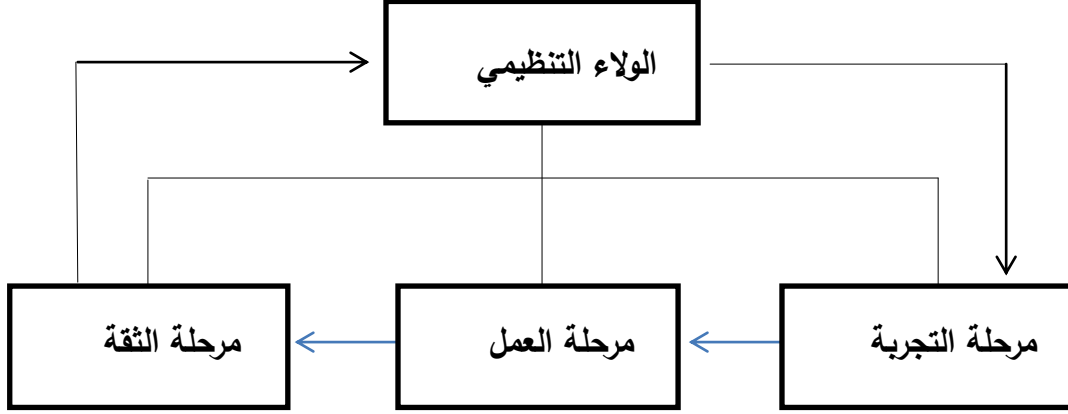 الولاء التنظيمي
مرحلة التجربة
مرحلة العمل
مرحلة الثقة